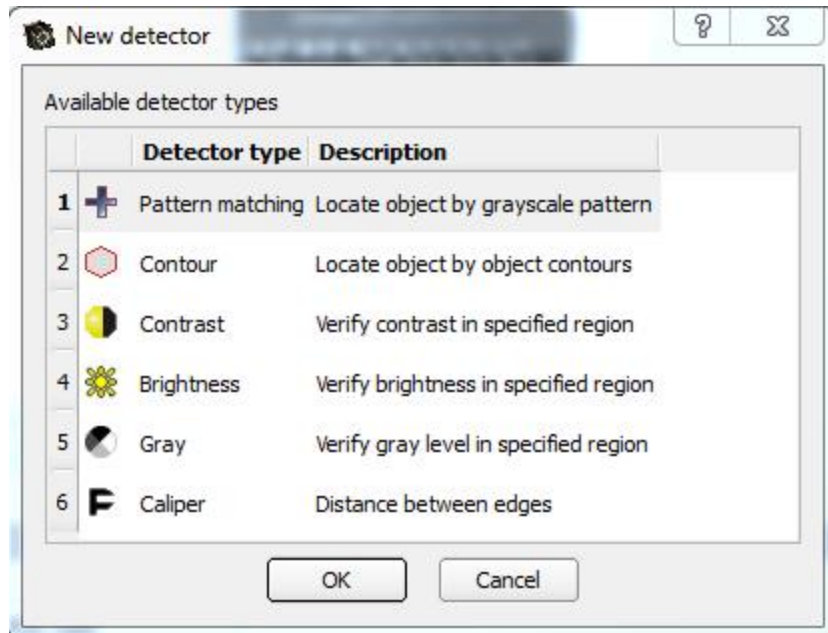 New detector
Available detector types
Detector type Description
1 Pattern matching Locate object by grayscale pattern
2 Contour Locate object by object contours
3 Contrast Verify contrast in specified region
4 Brightness Verify brightness in specified region
5 Gray Verify gray level in specified region
6 Caliper Distance between edges
OK Cancel